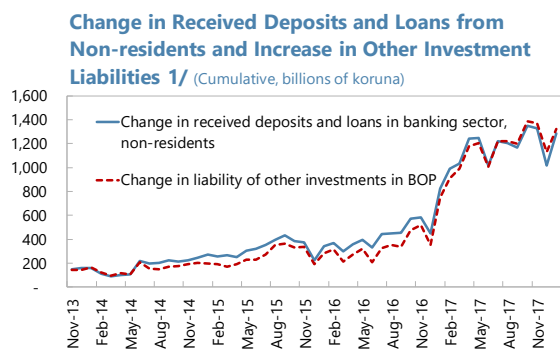 Change in Received Deposits and Loans from
Non-residents and Increase in Other Investment
Liabilities 1/ (Cumulative, billions of koruna)
1,600
1,400
1,200
1,000
800
600
400
200
-
Change in received deposits and loans in banking sector,
non-residents
Change in liability of other investments in BOP
Nov-13
Feb-14
May-14
Aug-14
Nov-14
Feb-15
May-15
Aug-15
Nov-15
Feb-16
May-16
Aug-16
Nov-16
Feb-17
May-17
Aug-17
Nov-17